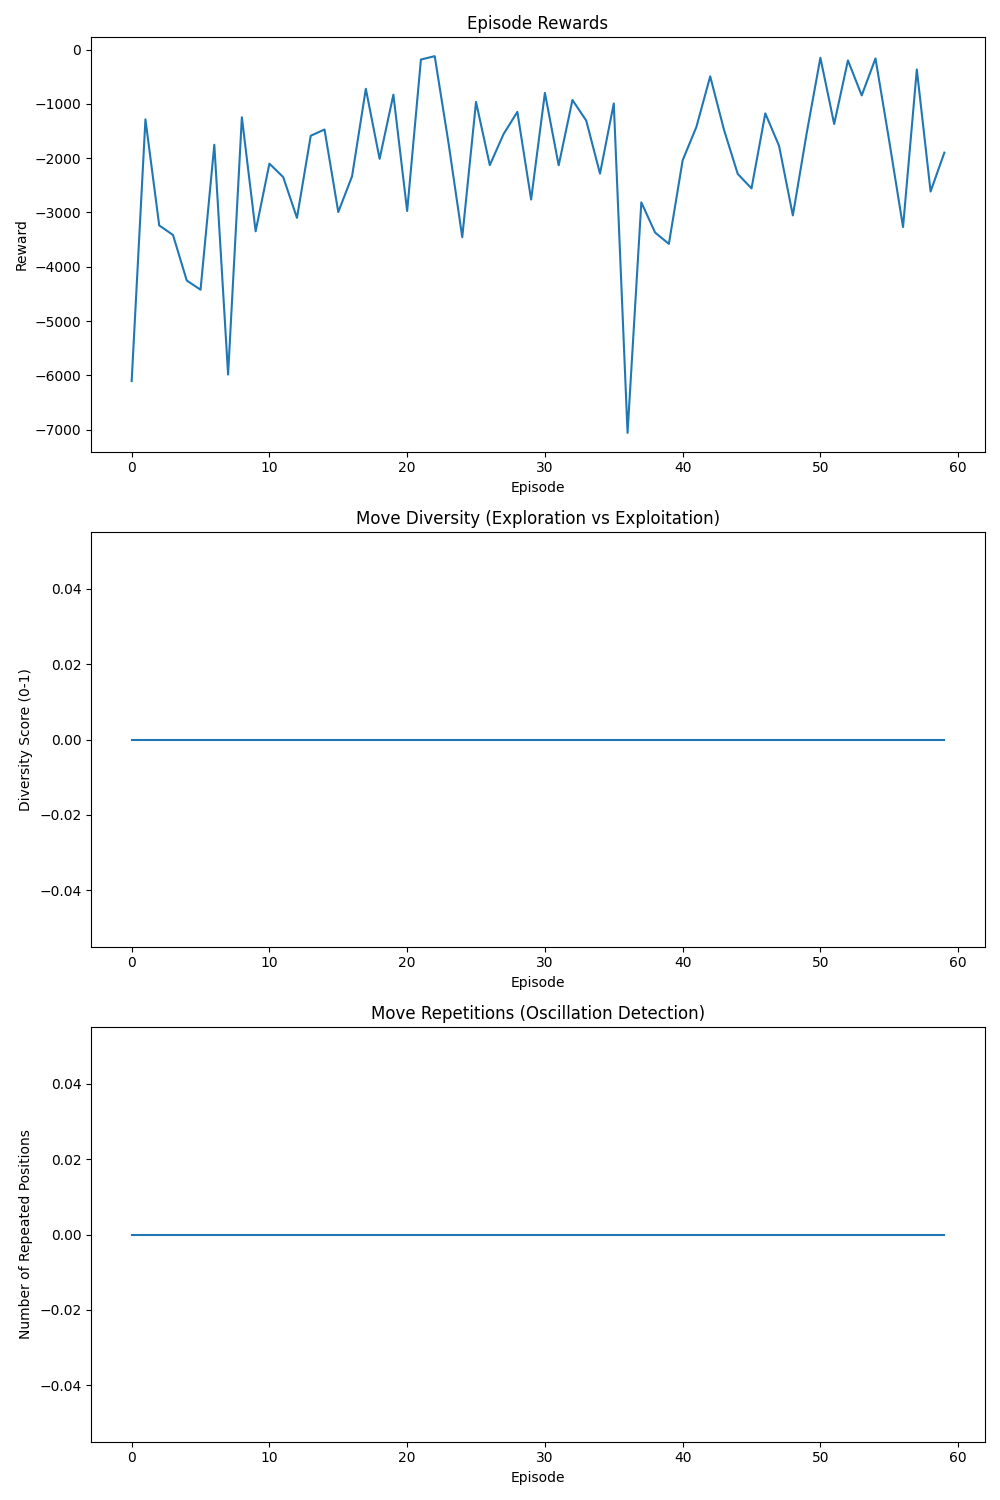 Episode Rewards
0
−1000
−2000
−3000
−4000
−5000
−6000
−7000
Reward
0 10 20 30 40 50 60
Episode
Move Diversity (Exploration vs Exploitation)
0.04
0.02
0.00
−0.02
−0.04
Diversity Score (0-1)
0 10 20 30 40 50 60
Episode
Move Repetitions (Oscillation Detection)
0.04
0.02
0.00
−0.02
−0.04
Number of Repeated Positions
0 10 20 30 40 50 60
Episode